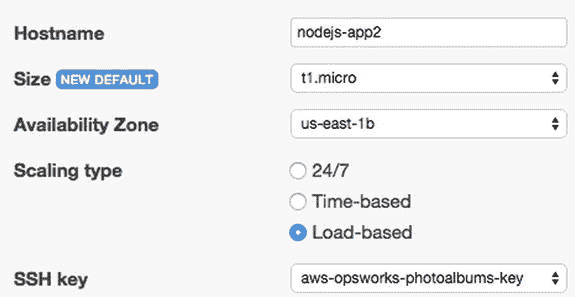 Hostname nodejs-app2
Size NEW DEFAULT t1.micro
Availability Zone us-east-1b
Scaling type 24/7
Time-based
Load-based
SSH key aws-opsworks-photoalbums-key